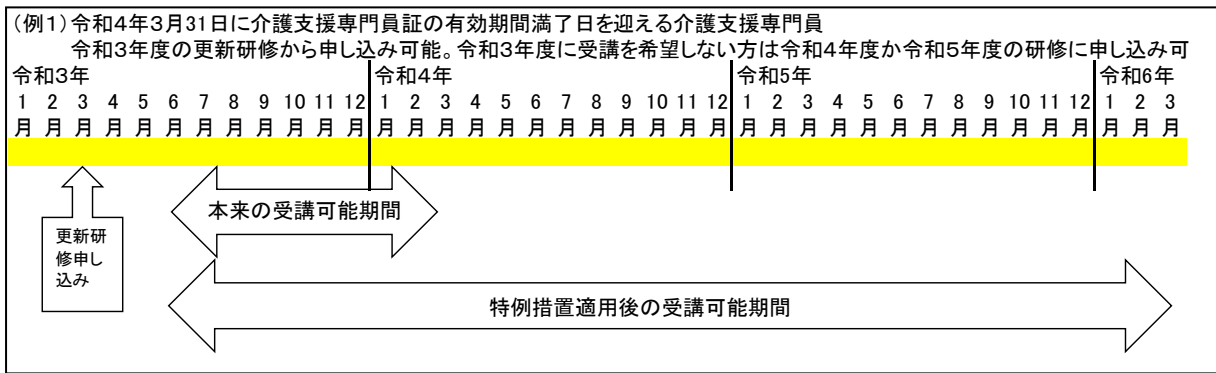 (例1)令和4年3月31日に介護支援専門員証の有効期間満了日を迎える介護支援専門員
令和3年度の更新研修から申し込み可能。令和3年度に受講を希望しない方は令和4年度か令和5年度の研修に申し込み可
令和3年 令和4年 令和5年 令和6年
1 2 3 4 5 6 7 8 9 10 11 12 1 2 3 4 5 6 7 8 9 10 11 12 1 2 3 4 5 6 7 8 9 10 11 12 1 2 3
月 月 月 月 月 月 月 月 月 月 月 月 月 月 月 月 月 月 月 月 月 月 月 月 月 月 月 月 月 月 月 月 月 月 月 月 月 月 月
本来の受講可能期間
更新研
修申し
込み
特例措置適用後の受講可能期間